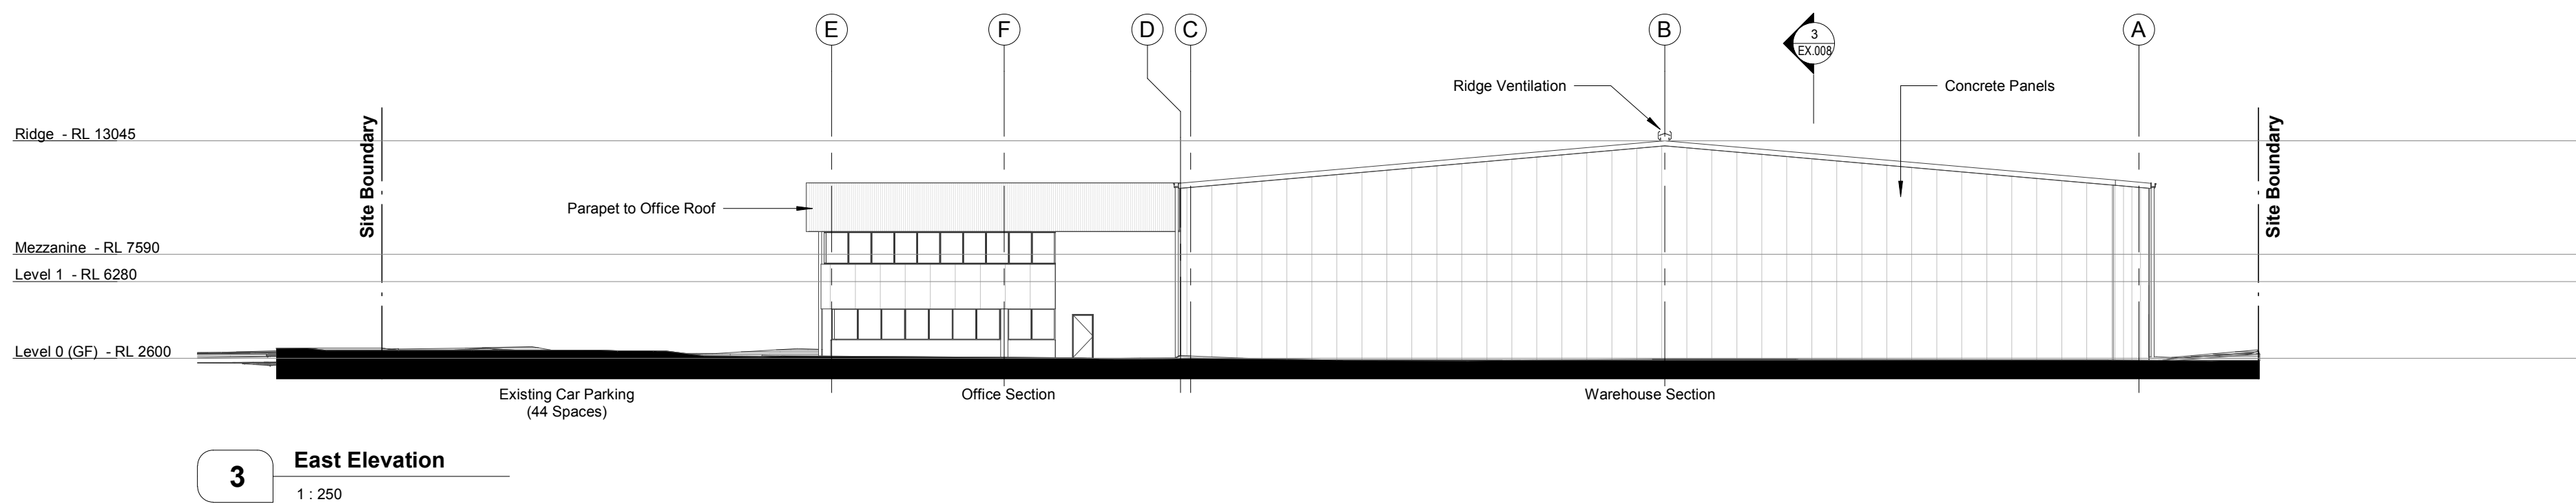 E
F
D
C
B
3
EX.008
A
Ridge Ventilation
Concrete Panels
Site Boundary
Site Boundary
Ridge - RL 13045
Parapet to Office Roof
Mezzanine - RL 7590
Level 1 - RL 6280
Level 0 (GF) - RL 2600
Existing Car Parking
(44 Spaces)
Office Section
Warehouse Section
3
East Elevation
1 : 250